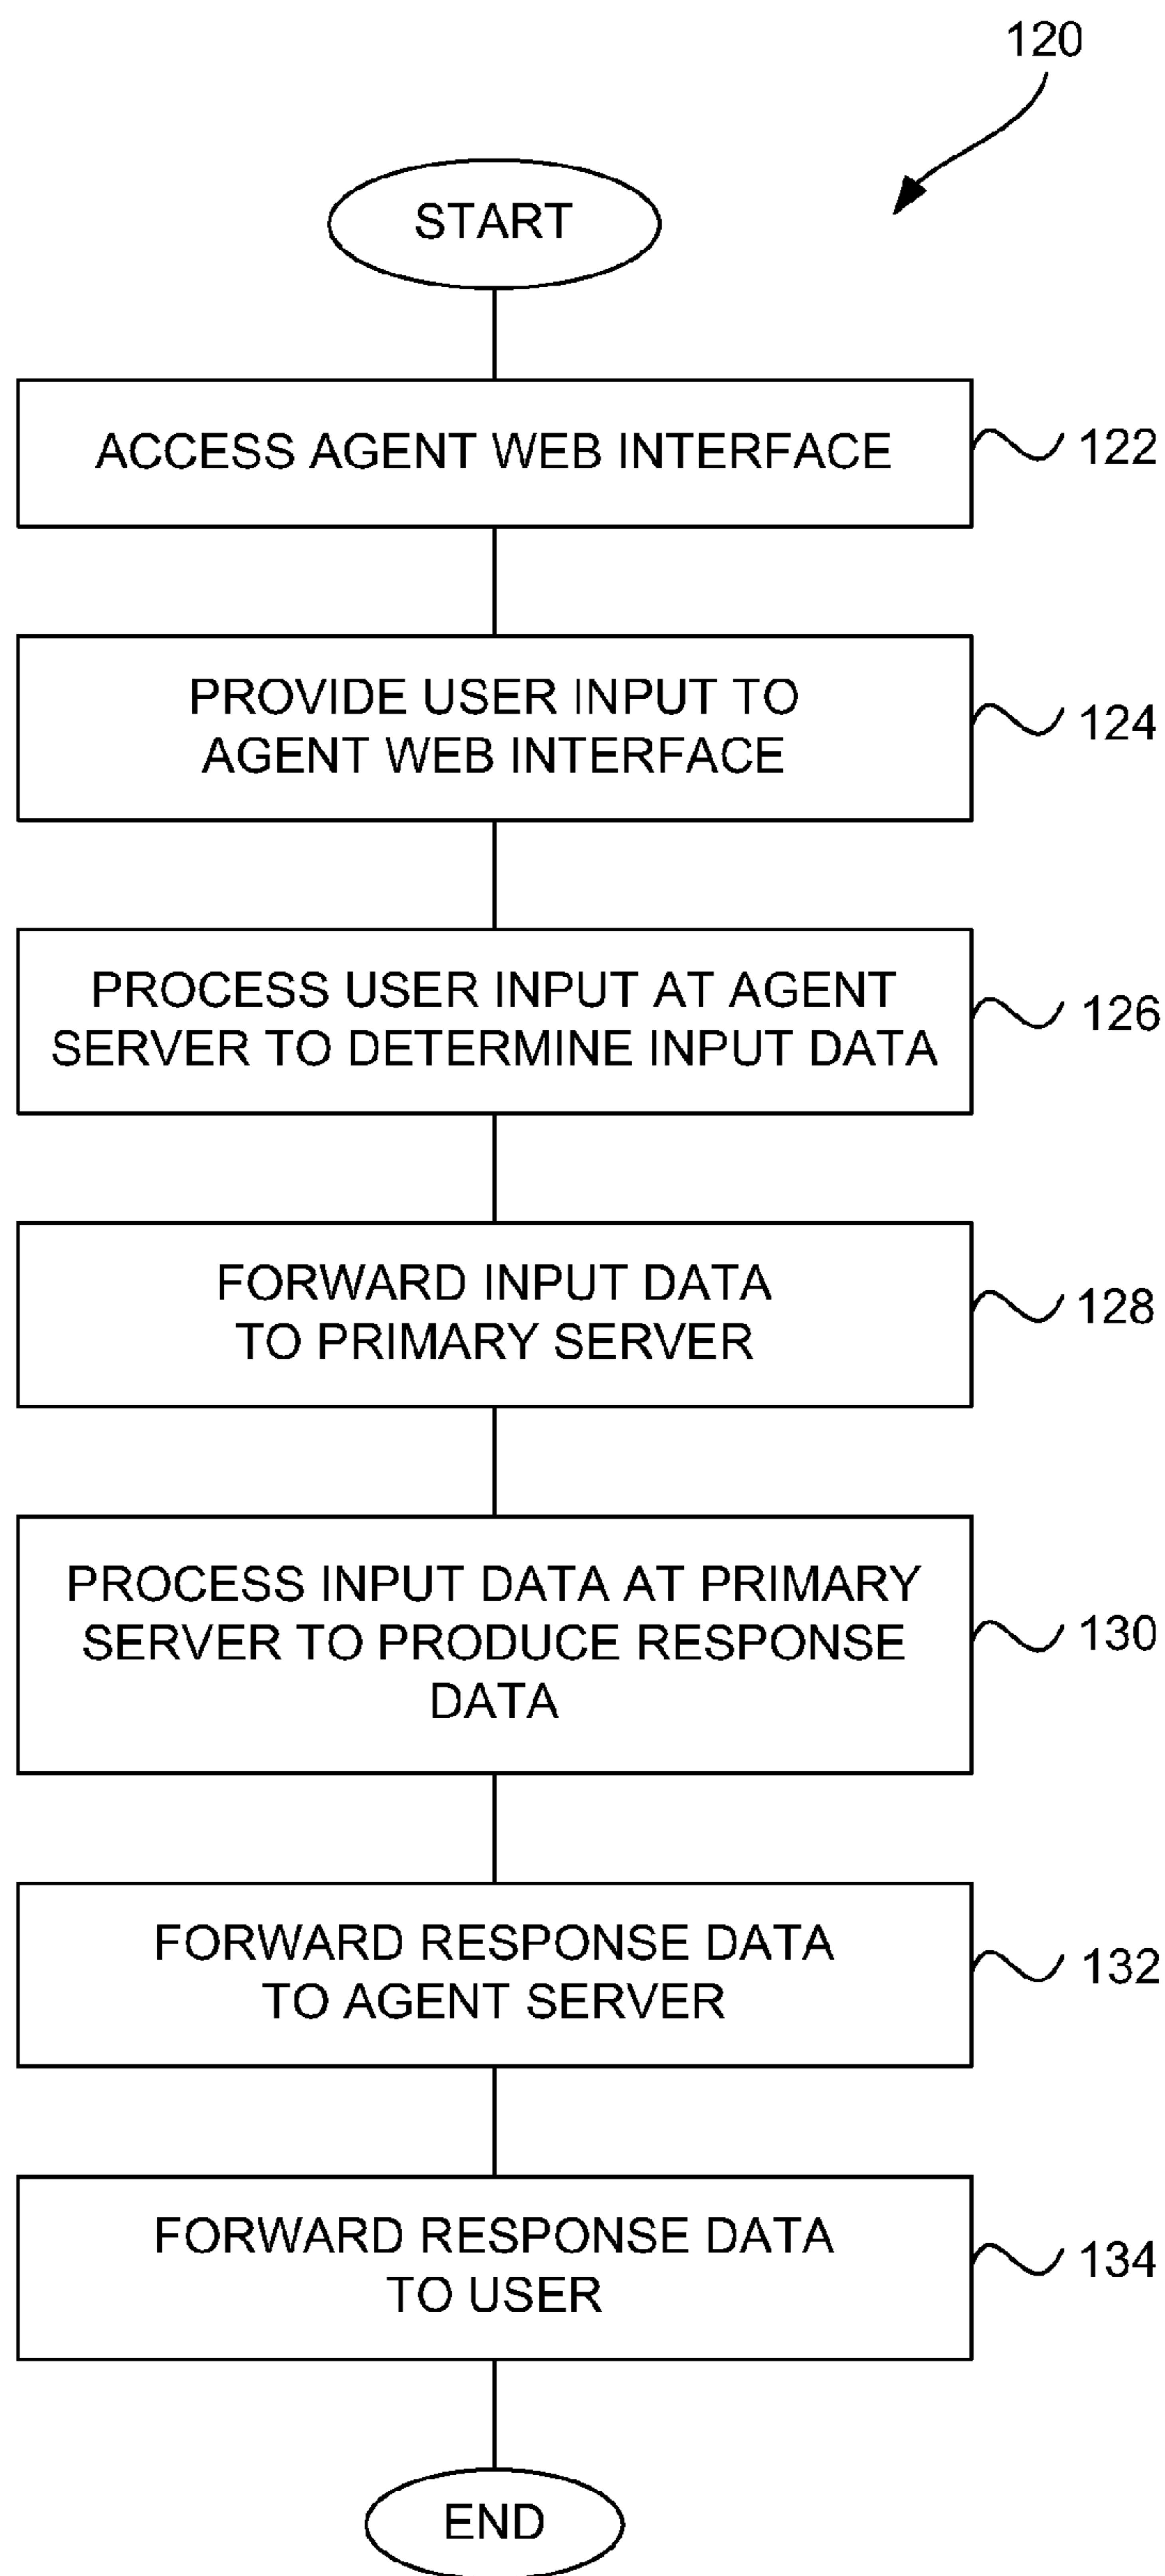 120
START
ACCESS AGENT WEB INTERFACE
122
PROVIDE USER INPUT TO
AGENT WEB INTERFACE
124
PROCESS USER INPUT AT AGENT
SERVER TO DETERMINE INPUT DATA
126
FORWARD INPUT DATA
TO PRIMARY SERVER
128
PROCESS INPUT DATA AT PRIMARY
SERVER TO PRODUCE RESPONSE
DATA
130
FORWARD RESPONSE DATA
TO AGENT SERVER
132
FORWARD RESPONSE DATA
TO USER
134
END